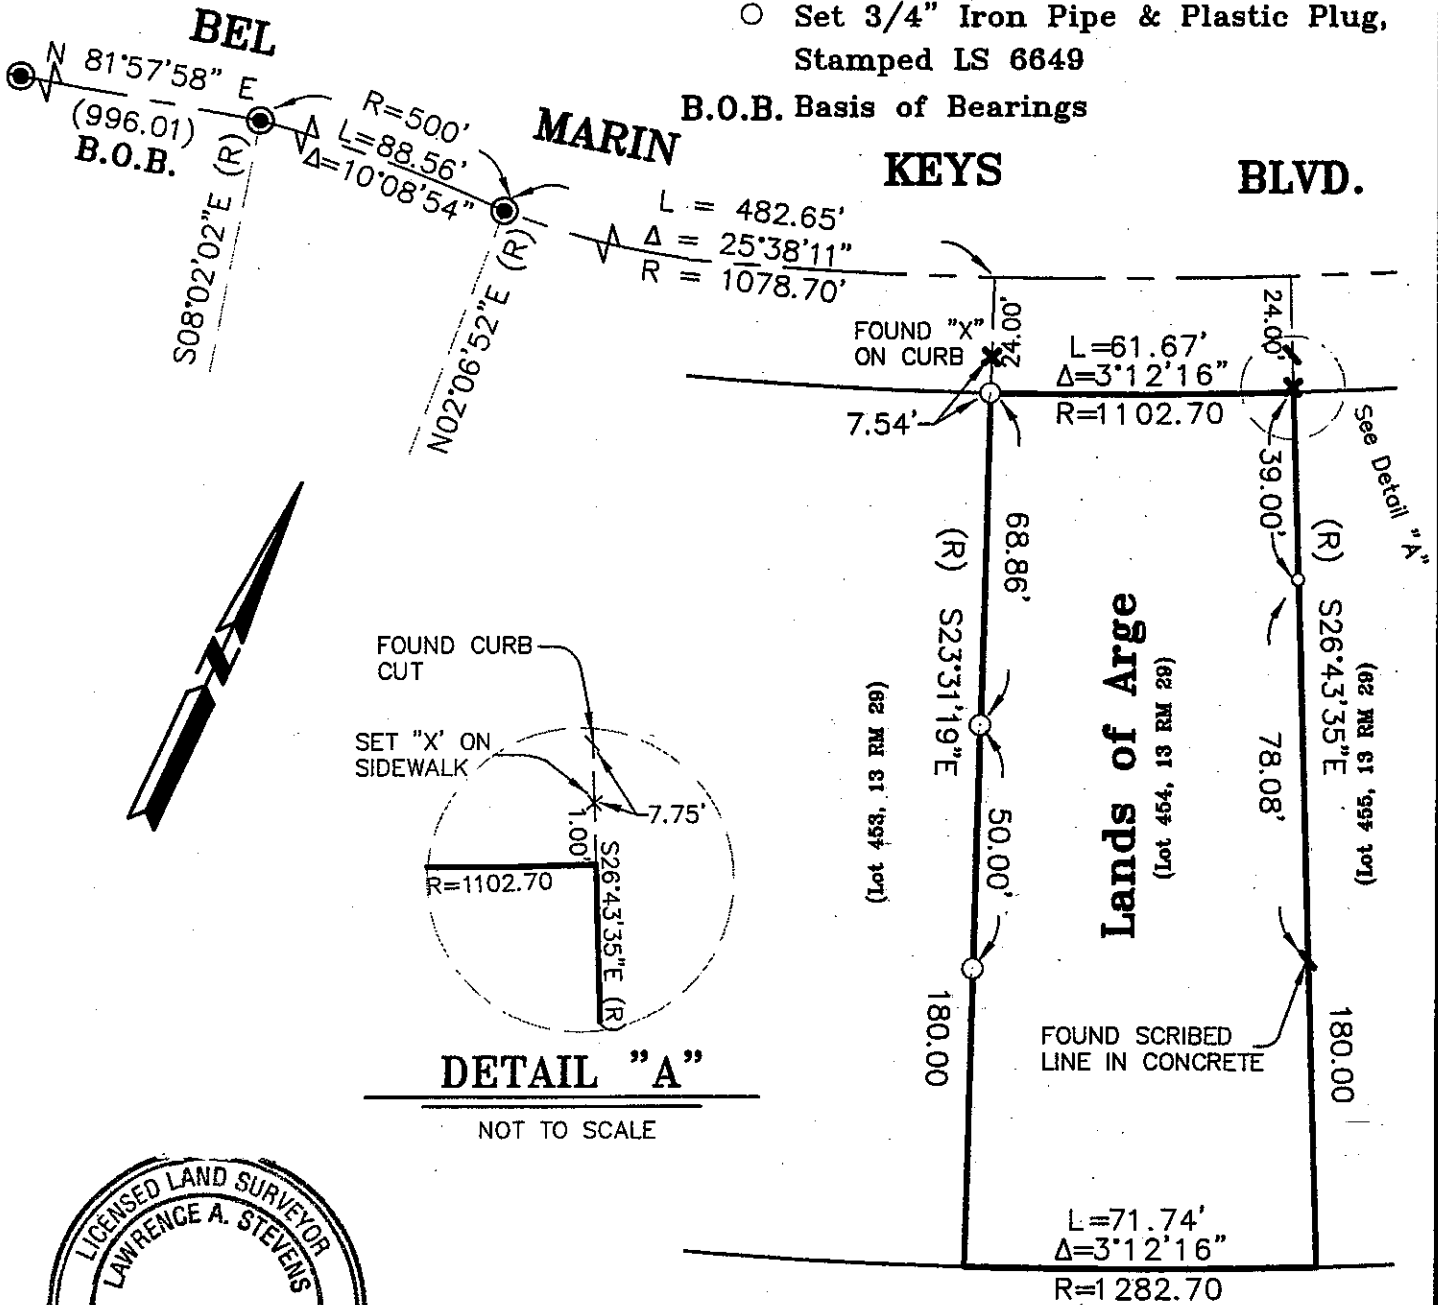 ○ Set 3/4" Iron Pipe & Plastic Plug,
Stamped LS 6649
B.O.B. Basis of Bearings
BEL
MARIN
KEYS
BLVD.
N 81°57'58" E
(996.01)
B.O.B.
R=500'
L=88.56'
Δ=10°08'54"
S08°02'02"E (R)
N02°06'52"E (R)
L = 482.65'
Δ = 25°38'11"
R = 1078.70'
24.00'
24.00'
FOUND "X"
ON CURB
7.54'
L=61.67'
Δ=3°12'16"
R=1102.70
See Detail "A"
39.00'
68.86'
(R) S23°31'19"E
(R) S26°43'35"E
50.00'
78.08'
(Lot 453, 13 RM 29)
Lands of Arge
(Lot 454, 13 RM 29)
(Lot 455, 13 RM 29)
180.00
180.00
FOUND SCRIBED
LINE IN CONCRETE
L=71.74'
Δ=3°12'16"
R=1282.70
N
FOUND CURB
CUT
SET "X' ON
SIDEWALK
7.75'
1.00'
R=1102.70
S26°43'35"E (R)
DETAIL "A"
NOT TO SCALE
LICENSED LAND SURVEYOR
LAWRENCE A. STEVENS